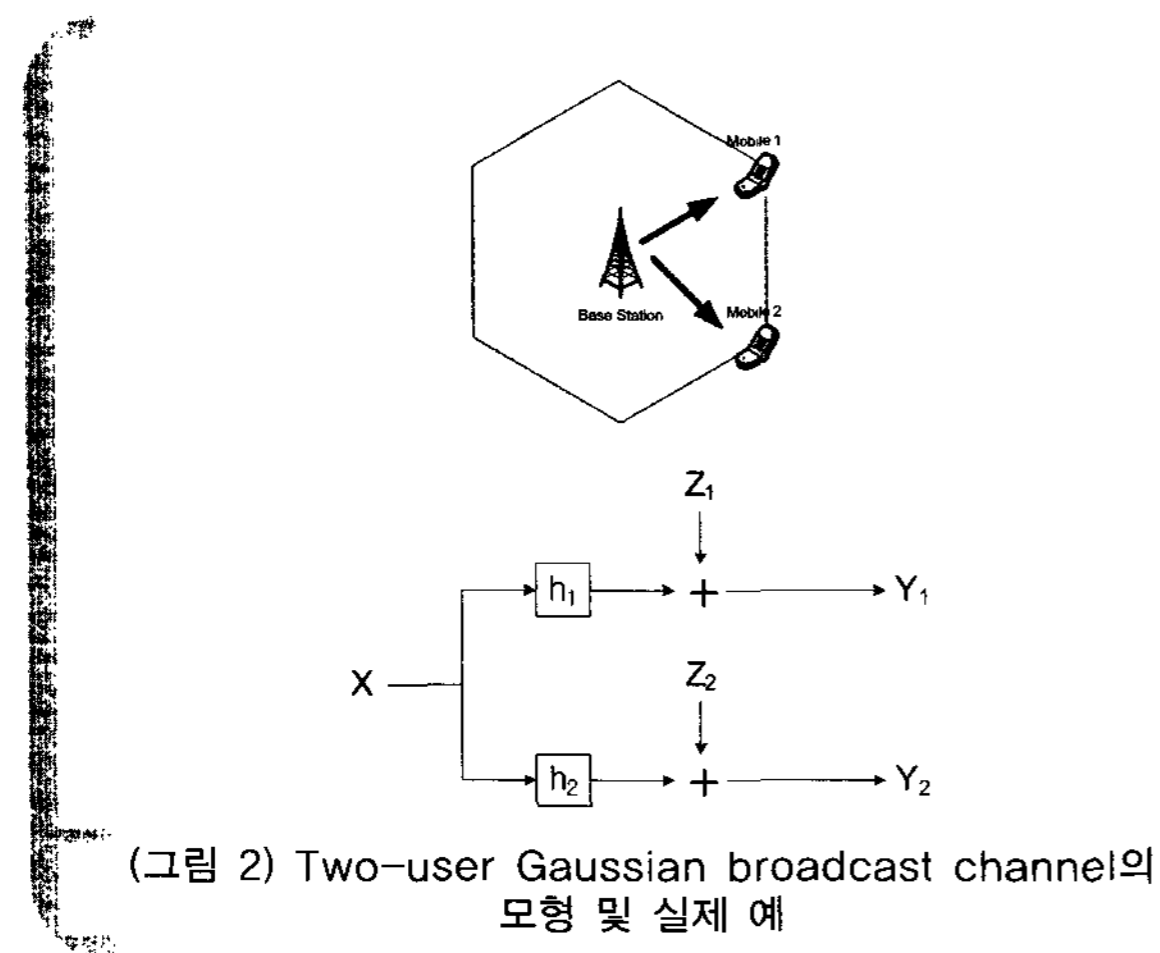 Mobile 1
Base Station
Mobile 2
Z₁
h₁
+
Y₁
X
Z₂
h₂
+
Y₂
(그림 2) Two-user Gaussian broadcast channel의
모형 및 실제 예